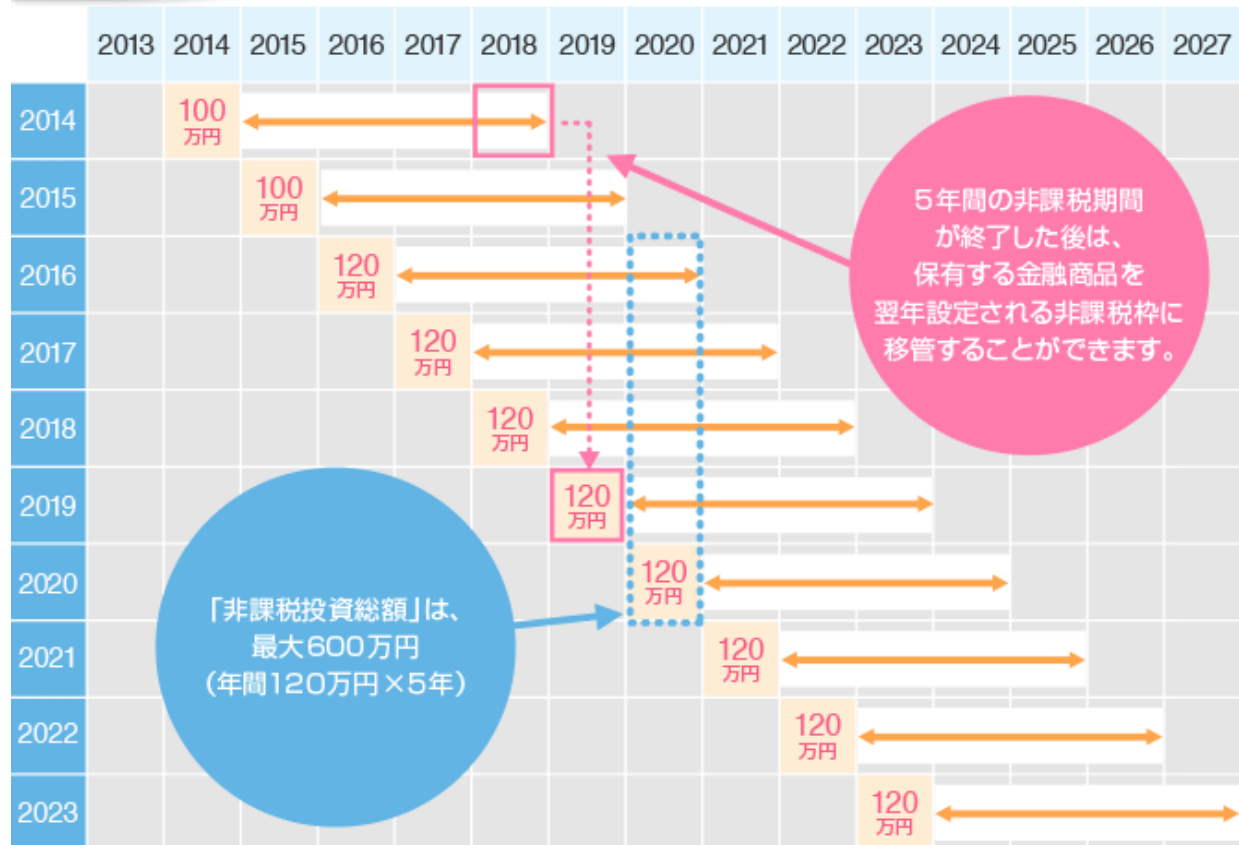 2013 2014 2015 2016 2017 2018 2019 2020 2021 2022 2023 2024 2025 2026 2027
2014
100
万円
2015
100
万円
2016
120
万円
2017
120
万円
2018
120
万円
2019
120
万円
2020
120
万円
2021
120
万円
2022
120
万円
2023
120
万円
5年間の非課税期間
が終了した後は、
保有する金融商品を
翌年設定される非課税枠に
移管することができます。
「非課税投資総額」は、
最大600万円
(年間120万円×5年)